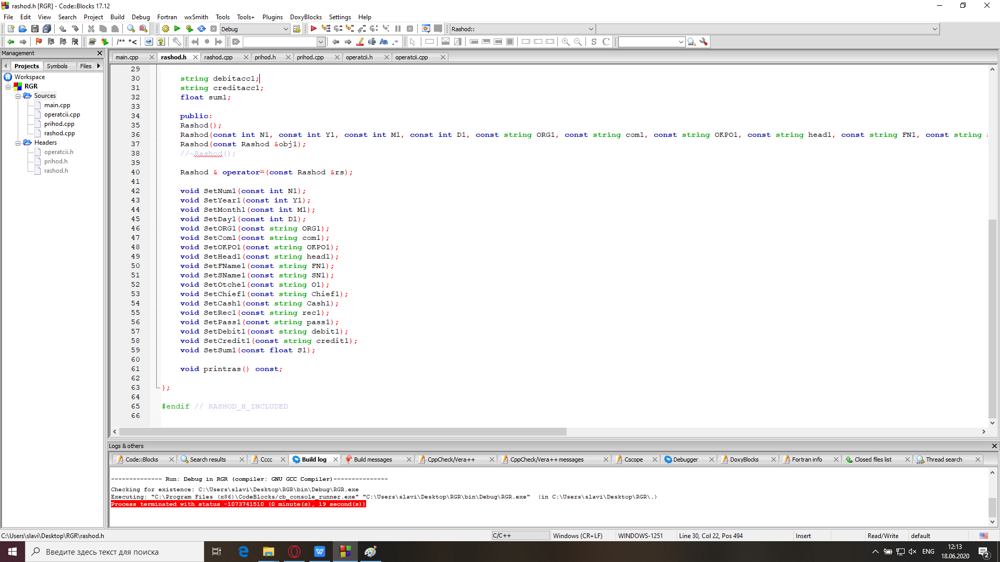 rashod.h [RGR] - Code::Blocks 17.12
File Edit View Search Project Build Debug Fortran wxSmith Tools Tools+ Plugins DoxyBlocks Settings Help
Debug Rashod::
/** *<
Management
main.cpp rashod.h rashod.cpp prihod.h prihod.cpp operatcii.h operatcii.cpp
Projects Symbols Files
Workspace
RGR
Sources
main.cpp
operatcii.cpp
prihod.cpp
rashod.cpp
Headers
operatcii.h
prihod.h
rashod.h
29
30 string debitacc1;
31 string creditacc1;
32 float sum1;
33
34 public:
35 Rashod();
36 Rashod(const int N1, const int Y1, const int M1, const int D1, const string ORG1, const string com1, const string OKPO1, const string head1, const string FN1, const string
37 Rashod(const Rashod &obj1);
38 //~Rashod();
39
40 Rashod & operator=(const Rashod &rs);
41
42 void SetNum1(const int N1);
43 void SetYear1(const int Y1);
44 void SetMonth1(const int M1);
45 void SetDay1(const int D1);
46 void SetORG1(const string ORG1);
47 void SetCom1(const string com1);
48 void SetOKPO1(const string OKPO1);
49 void SetHead1(const string head1);
50 void SetFName1(const string FN1);
51 void SetSName1(const string SN1);
52 void SetOtche1(const string O1);
53 void SetChief1(const string Chief1);
54 void SetCash1(const string Cash1);
55 void SetRec1(const string rec1);
56 void SetPass1(const string pass1);
57 void SetDebit1(const string debit1);
58 void SetCredit1(const string credit1);
59 void SetSum1(const float S1);
60
61 void printras() const;
62
63 };
64
65 #endif // RASHOD_H_INCLUDED
66
Logs & others
Code::Blocks Search results Cccc Build log Build messages CppCheck/Vera++ CppCheck/Vera++ messages Cscope Debugger DoxyBlocks Fortran info Closed files list Thread search
-------------- Run: Debug in RGR (compiler: GNU GCC Compiler)---------------
Checking for existence: C:\Users\slavi\Desktop\RGR\bin\Debug\RGR.exe
Executing: "C:\Program Files (x86)\CodeBlocks/cb_console_runner.exe" "C:\Users\slavi\Desktop\RGR\bin\Debug\RGR.exe"  (in C:\Users\slavi\Desktop\RGR\.)
Process terminated with status -1073741510 (0 minute(s), 19 second(s))
C:\Users\slavi\Desktop\RGR\rashod.h C/C++ Windows (CR+LF) WINDOWS-1251 Line 30, Col 22, Pos 494 Insert Read/Write default
Введите здесь текст для поиска
ENG
12:13
18.06.2020
2